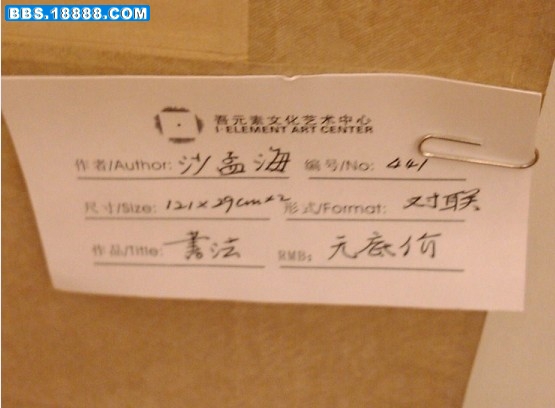 BBS.18888.COM
吾元素文化艺术中心
I·ELEMENT ART CENTER
作者/Author: 沙孟海 编号/No: 441
尺寸/Size: 121×29cm×2 形式/Format: 对联
作品/Title: 书法 RMB: 无底价